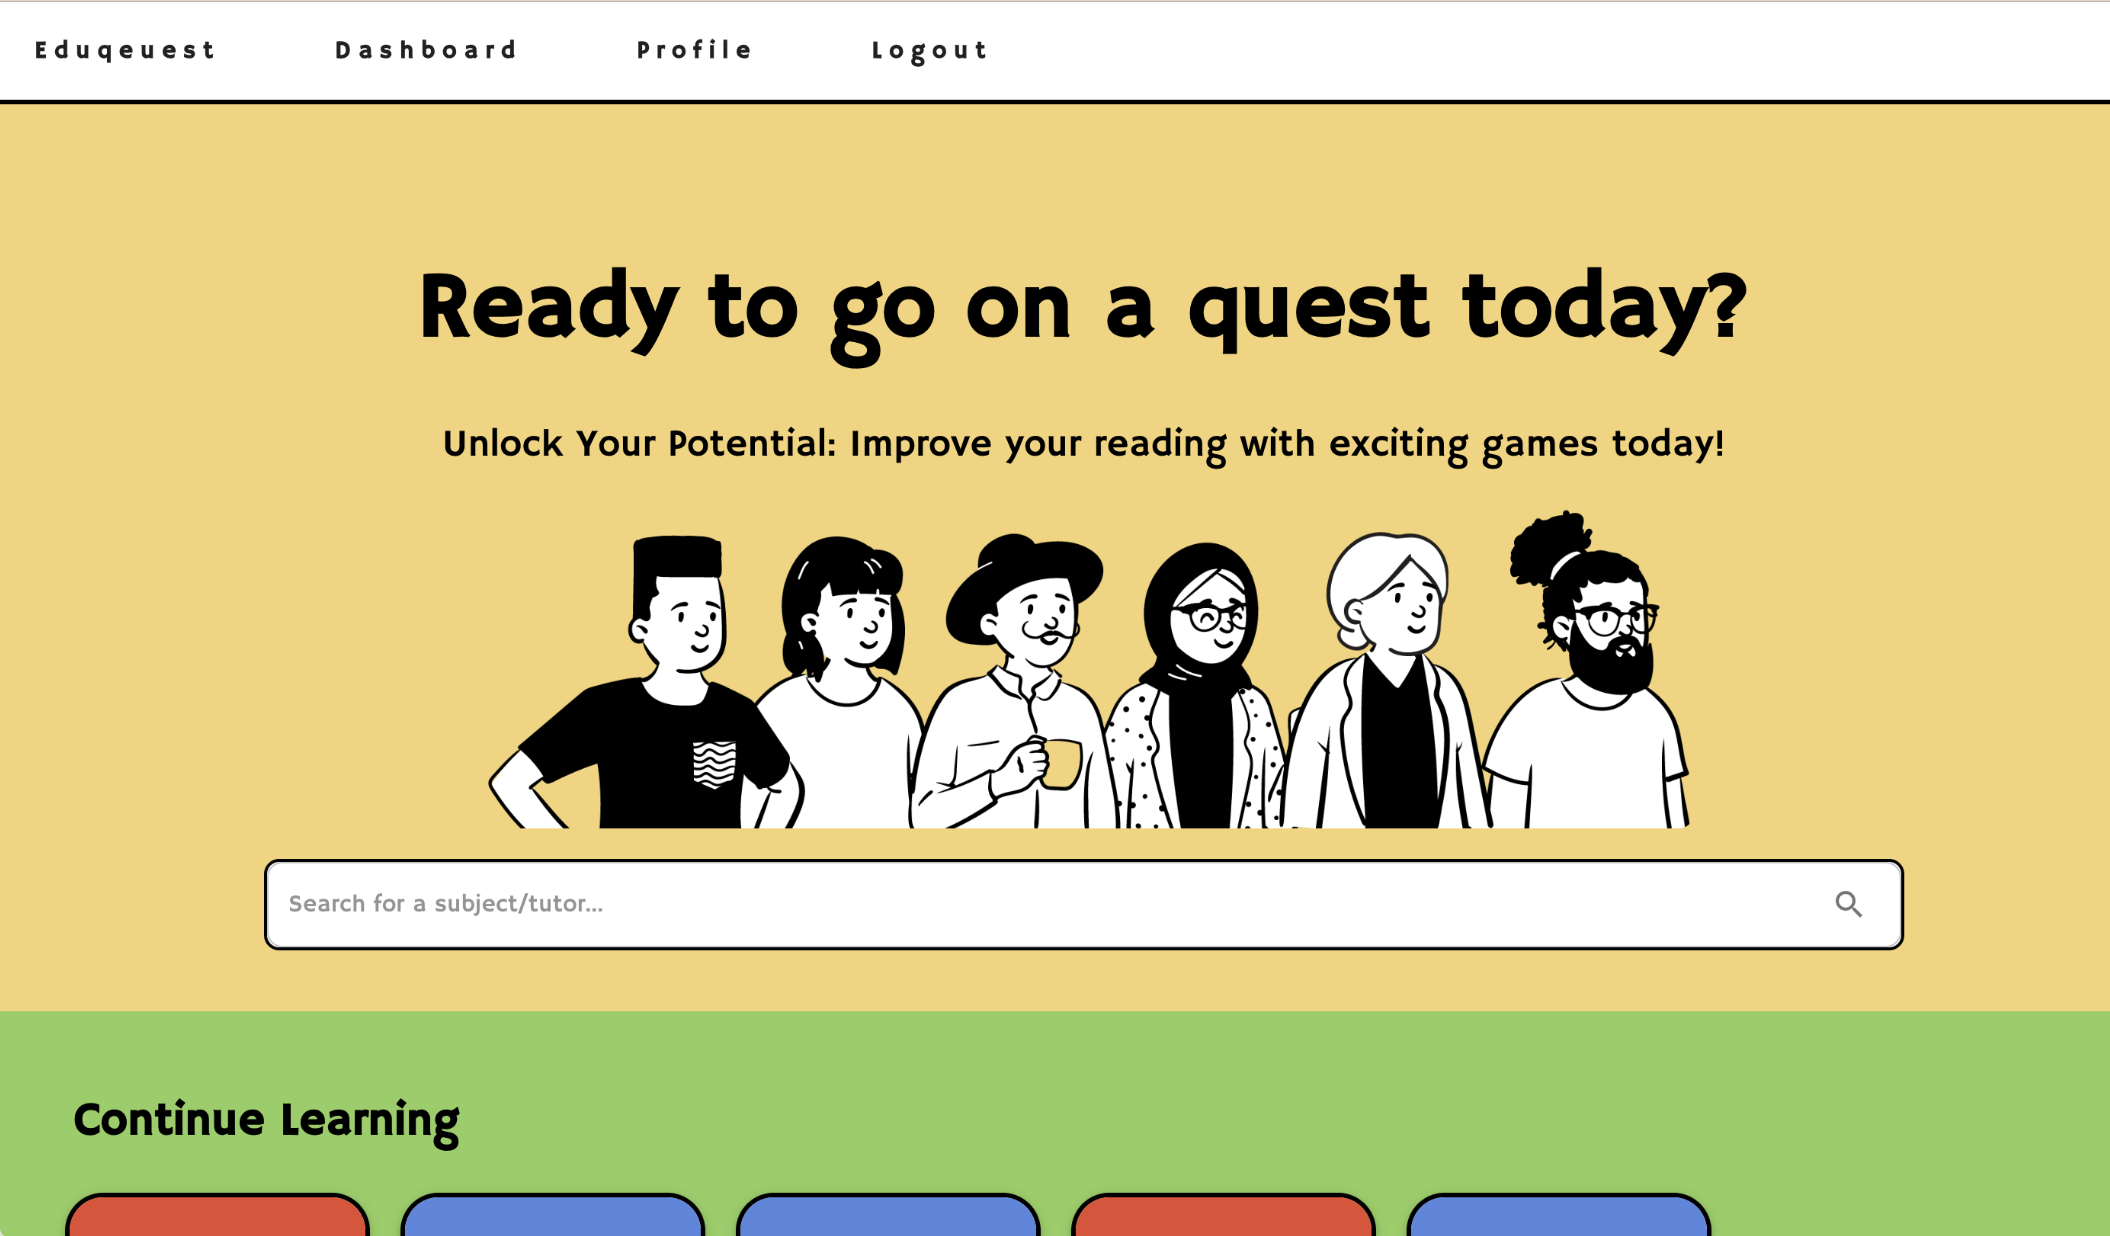 Eduqeuest Dashboard Profile Logout
Ready to go on a quest today?
Unlock Your Potential: Improve your reading with exciting games today!
Search for a subject/tutor...
Continue Learning